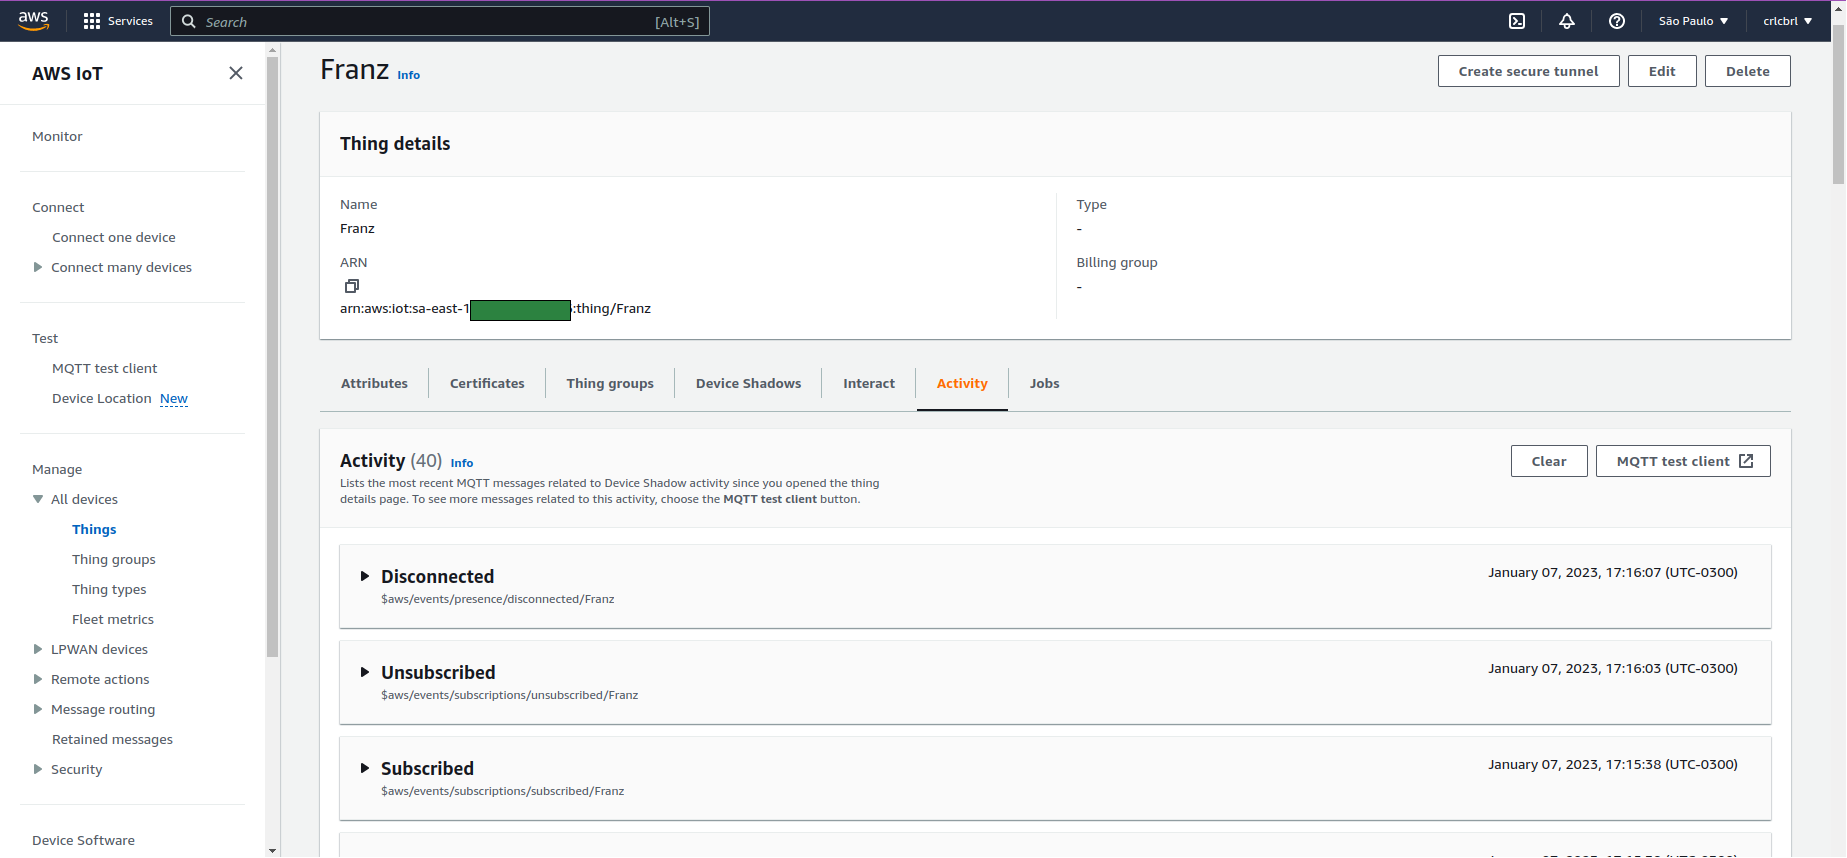 aws
Services
Search [Alt+S]
São Paulo
crlcbrl
AWS IoT
Monitor
Connect
Connect one device
Connect many devices
Test
MQTT test client
Device Location New
Manage
All devices
Things
Thing groups
Thing types
Fleet metrics
LPWAN devices
Remote actions
Message routing
Retained messages
Security
Device Software
Franz Info
Create secure tunnel
Edit
Delete
Thing details
Name
Franz
ARN
arn:aws:iot:sa-east-1 :thing/Franz
Type
-
Billing group
-
Attributes
Certificates
Thing groups
Device Shadows
Interact
Activity
Jobs
Activity (40) Info
Lists the most recent MQTT messages related to Device Shadow activity since you opened the thing
details page. To see more messages related to this activity, choose the MQTT test client button.
Clear
MQTT test client
Disconnected
January 07, 2023, 17:16:07 (UTC-0300)
$aws/events/presence/disconnected/Franz
Unsubscribed
January 07, 2023, 17:16:03 (UTC-0300)
$aws/events/subscriptions/unsubscribed/Franz
Subscribed
January 07, 2023, 17:15:38 (UTC-0300)
$aws/events/subscriptions/subscribed/Franz